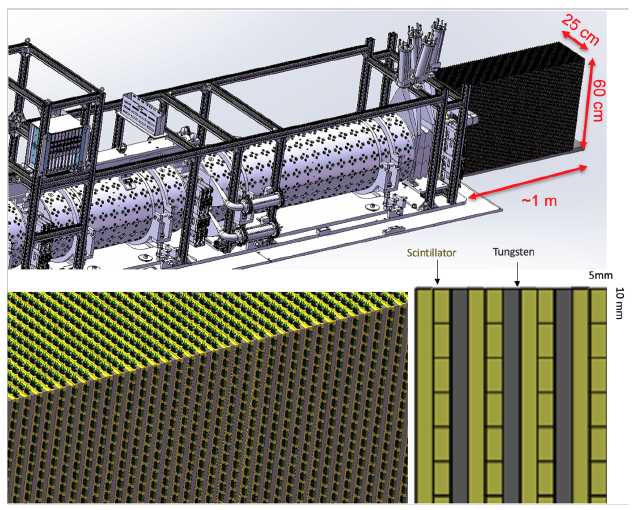 25 cm
60 cm
~1 m
Scintillator
Tungsten
5mm
10 mm